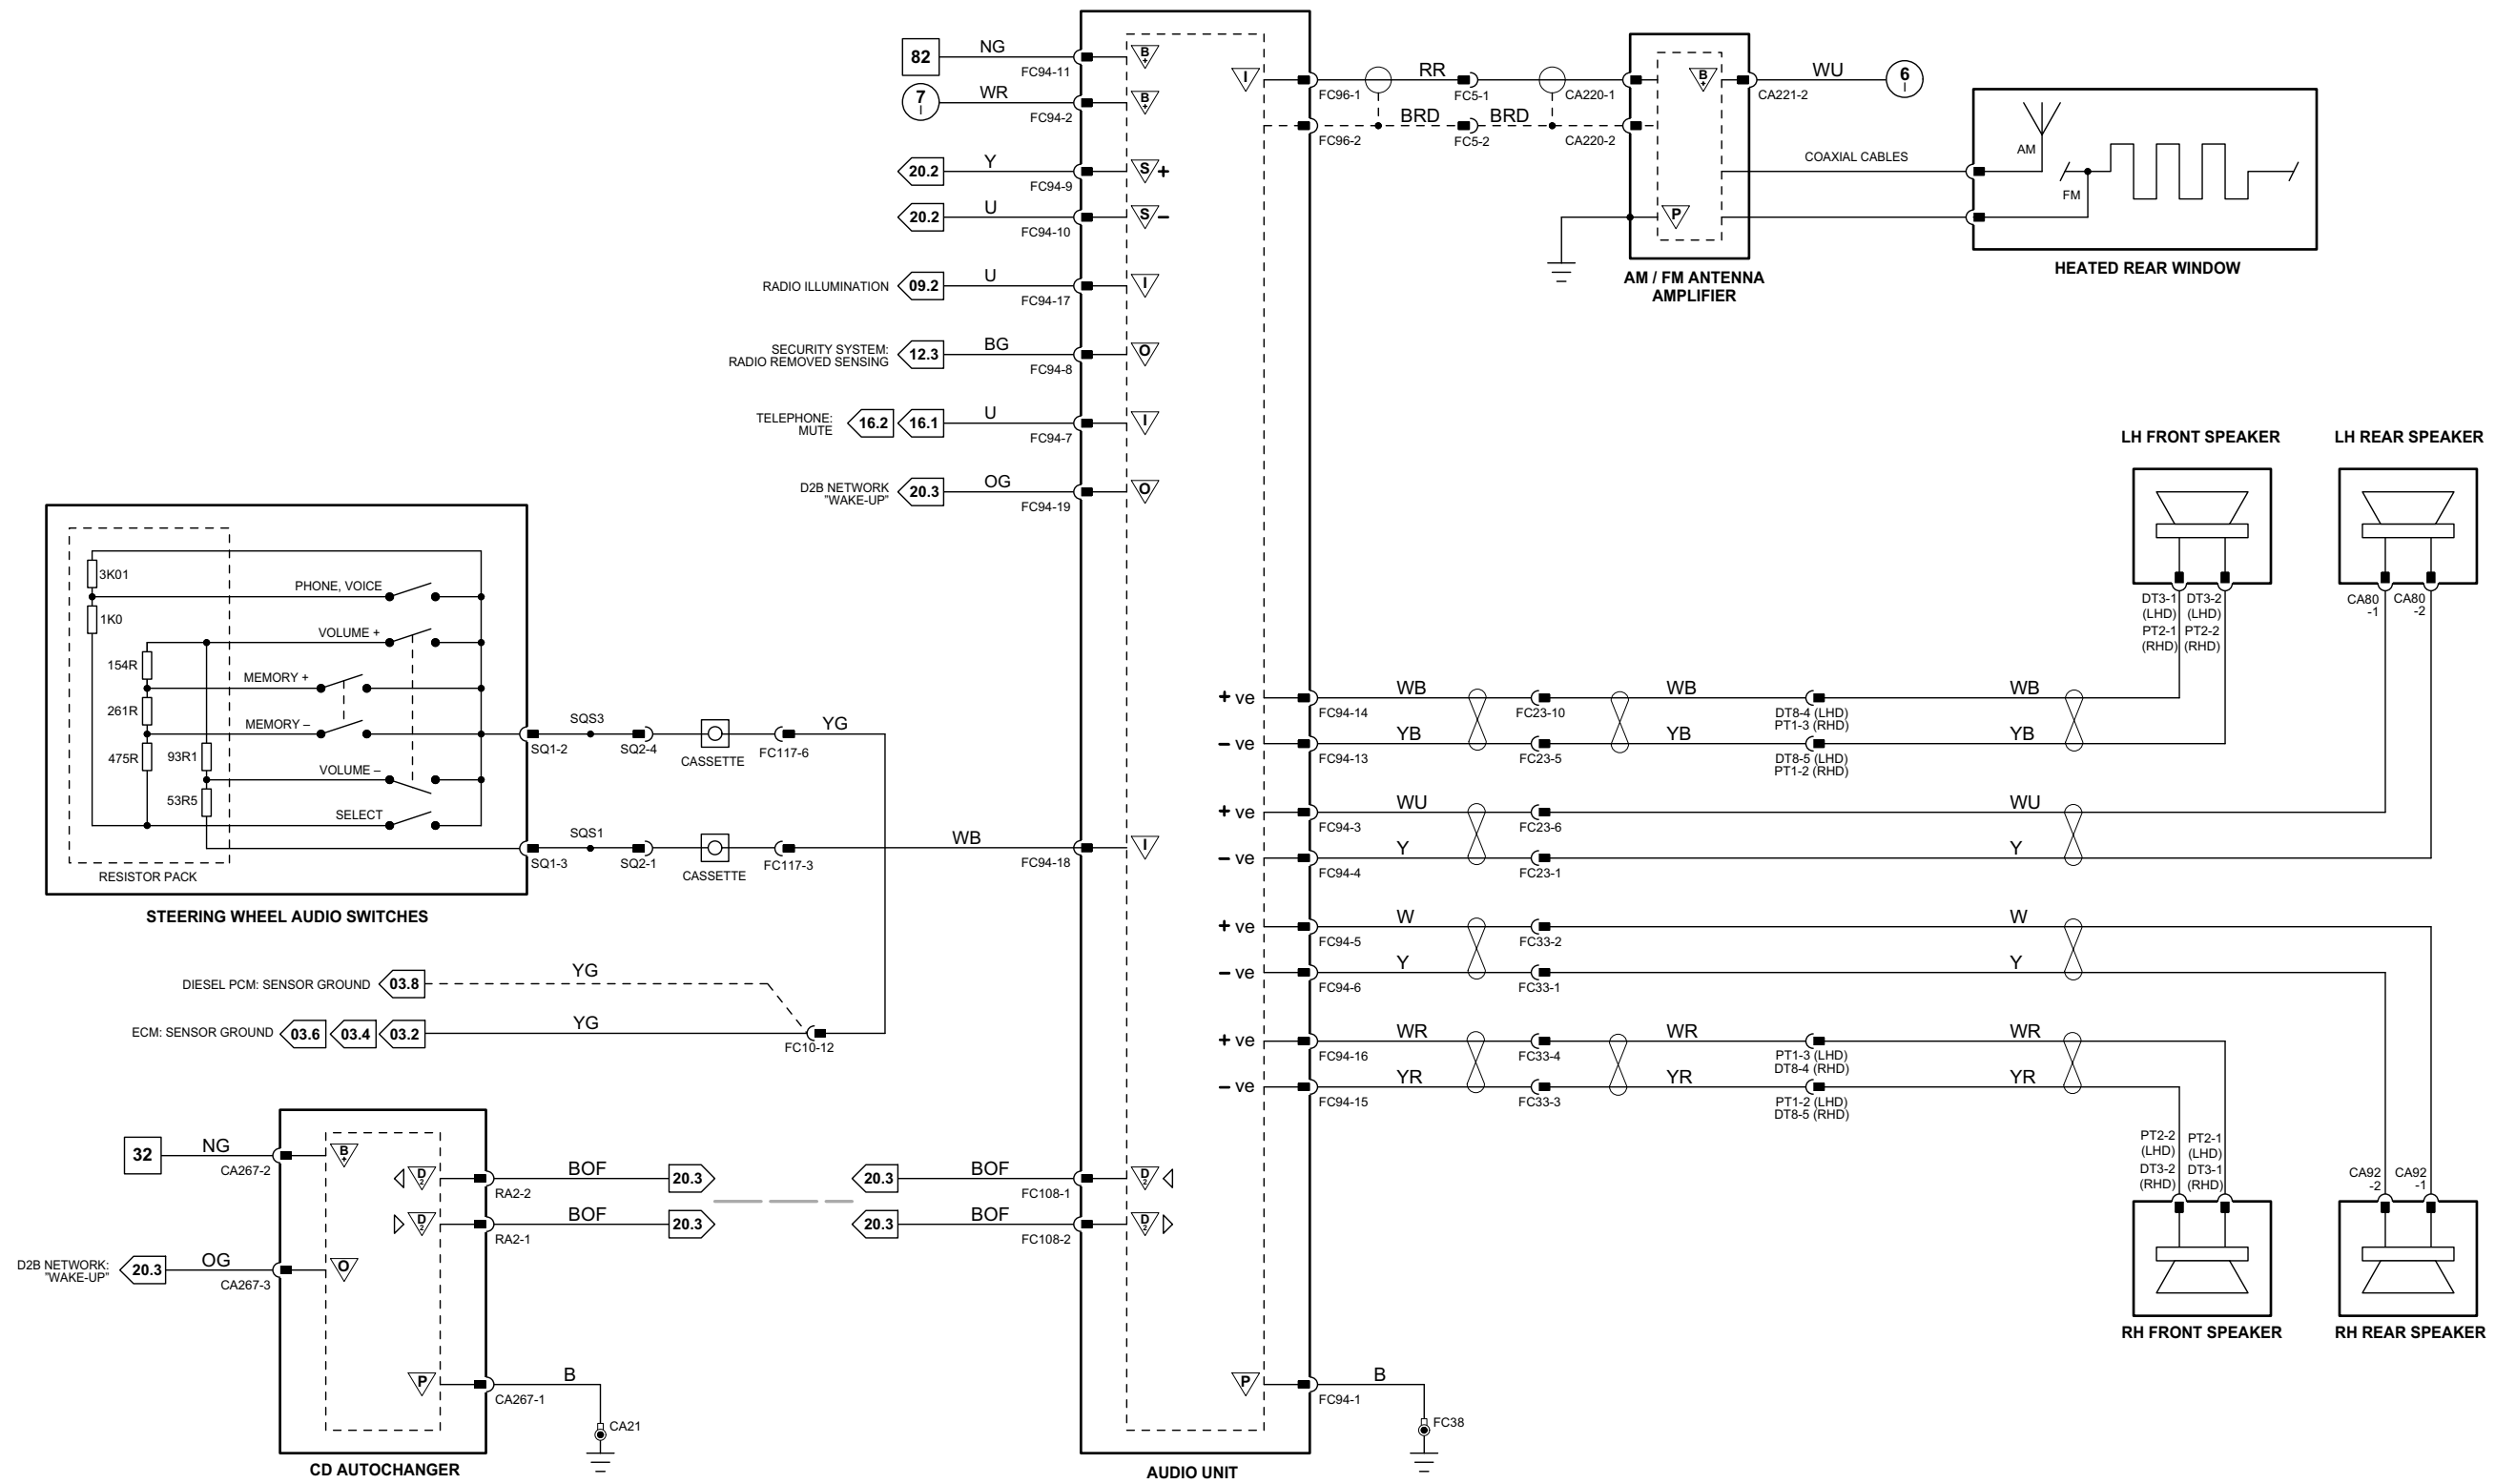 82
NG
FC94-11
B+
7
I
WR
FC94-2
B+
20.2
Y
FC94-9
S +
20.2
U
FC94-10
S –
RADIO ILLUMINATION
09.2
U
FC94-17
I
SECURITY SYSTEM:
RADIO REMOVED SENSING
12.3
BG
FC94-8
O
TELEPHONE:
MUTE
16.2
16.1
U
FC94-7
I
D2B NETWORK
"WAKE-UP"
20.3
OG
FC94-19
O
I
FC96-1
RR
FC5-1
CA220-1
FC96-2
BRD
FC5-2
BRD
CA220-2
B+
CA221-2
WU
6
I
P
AM / FM ANTENNA
AMPLIFIER
COAXIAL CABLES
AM
FM
HEATED REAR WINDOW
3K01
1K0
154R
261R
475R
93R1
53R5
PHONE, VOICE
VOLUME +
MEMORY +
MEMORY –
VOLUME –
SELECT
RESISTOR PACK
STEERING WHEEL AUDIO SWITCHES
SQ1-2
SQS3
SQ2-4
CASSETTE
FC117-6
YG
SQ1-3
SQS1
SQ2-1
CASSETTE
FC117-3
WB
FC94-18
I
DIESEL PCM: SENSOR GROUND
03.8
YG
ECM: SENSOR GROUND
03.6
03.4
03.2
YG
FC10-12
LH FRONT SPEAKER
LH REAR SPEAKER
DT3-1
(LHD)
PT2-1
(RHD)
DT3-2
(LHD)
PT2-2
(RHD)
CA80
-1
CA80
-2
+ ve
FC94-14
WB
FC23-10
WB
DT8-4 (LHD)
PT1-3 (RHD)
WB
– ve
FC94-13
YB
FC23-5
YB
DT8-5 (LHD)
PT1-2 (RHD)
YB
+ ve
FC94-3
WU
FC23-6
WU
– ve
FC94-4
Y
FC23-1
Y
+ ve
FC94-5
W
FC33-2
W
– ve
FC94-6
Y
FC33-1
Y
+ ve
FC94-16
WR
FC33-4
WR
PT1-3 (LHD)
DT8-4 (RHD)
WR
– ve
FC94-15
YR
FC33-3
YR
PT1-2 (LHD)
DT8-5 (RHD)
YR
PT2-2
(LHD)
DT3-2
(RHD)
PT2-1
(LHD)
DT3-1
(RHD)
CA92
-2
CA92
-1
RH FRONT SPEAKER
RH REAR SPEAKER
32
NG
CA267-2
B+
D2
RA2-2
BOF
20.3
D2
RA2-1
BOF
20.3
20.3
BOF
FC108-1
D2
20.3
BOF
FC108-2
D2
D2B NETWORK:
"WAKE-UP"
20.3
OG
CA267-3
O
P
CA267-1
B
CA21
CD AUTOCHANGER
P
FC94-1
B
FC38
AUDIO UNIT